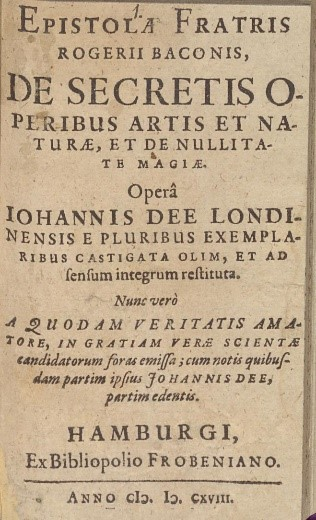 EPISTOLA FRATRIS
ROGERII BACONIS,
DE SECRETIS O-
PERIBUS ARTIS ET NA-
TURÆ, ET DE NULLITA-
TE MAGIÆ.
Operâ
IOHANNIS DEE LONDI-
NENSIS E PLURIBUS EXEMPLA-
RIBUS CASTIGATA OLIM, ET AD
ſenſum integrum reſtituta.
Nunc verò
A QUODAM VERITATIS AMA-
TORE, IN GRATIAM VERÆ SCIENTÆ
candidatorum foras emiſſa; cum notis quibuſ-
dam partim ipſius JOHANNIS DEE,
partim edentis.
HAMBURGI,
Ex Bibliopolio FROBENIANO.
ANNO CIↃ. IↃ. CXVIII.